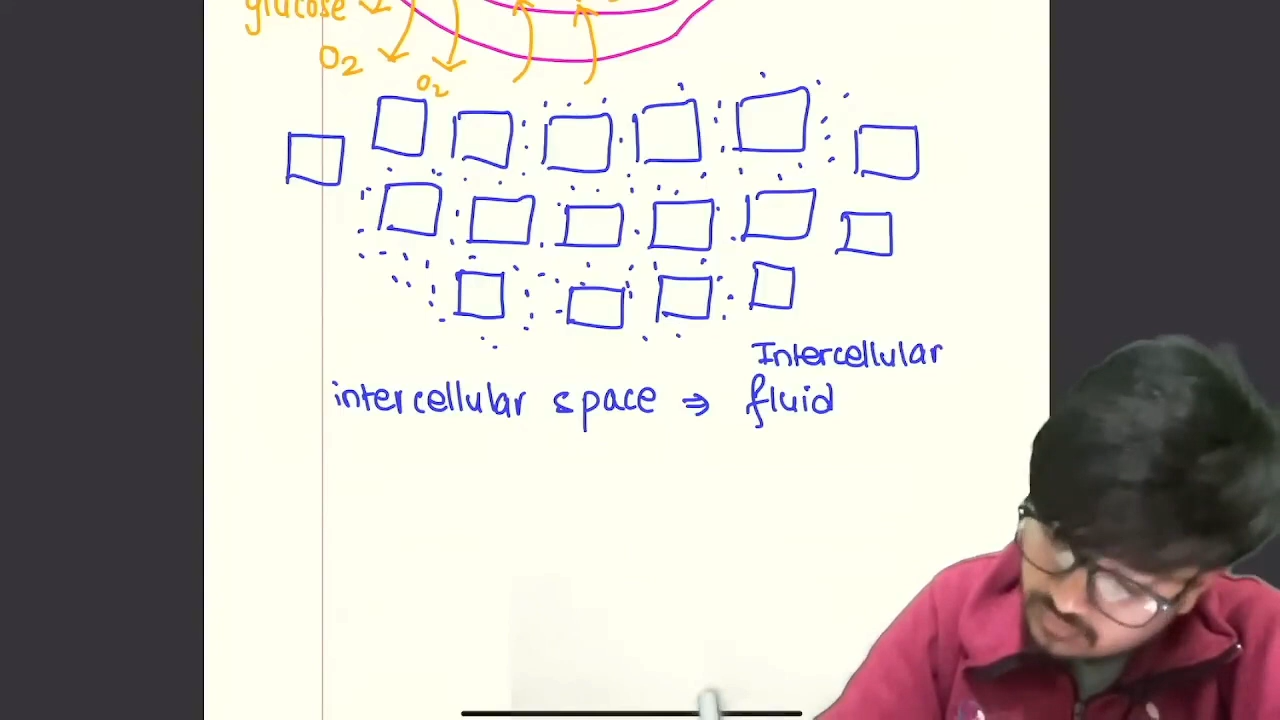 glucose
O2
O2
Intercellular
intercellular space ⇒ fluid